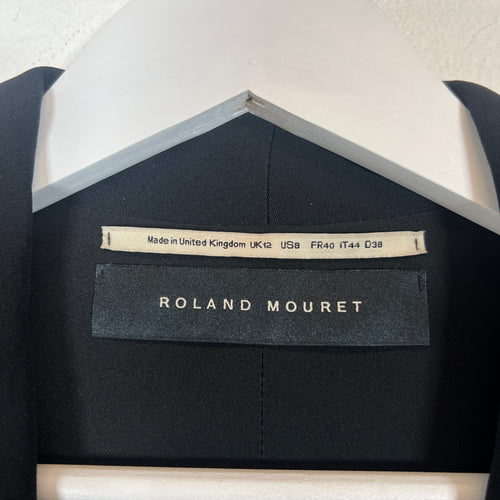 Made in United Kingdom UK12 US8 FR40 IT44 D38
ROLAND MOURET